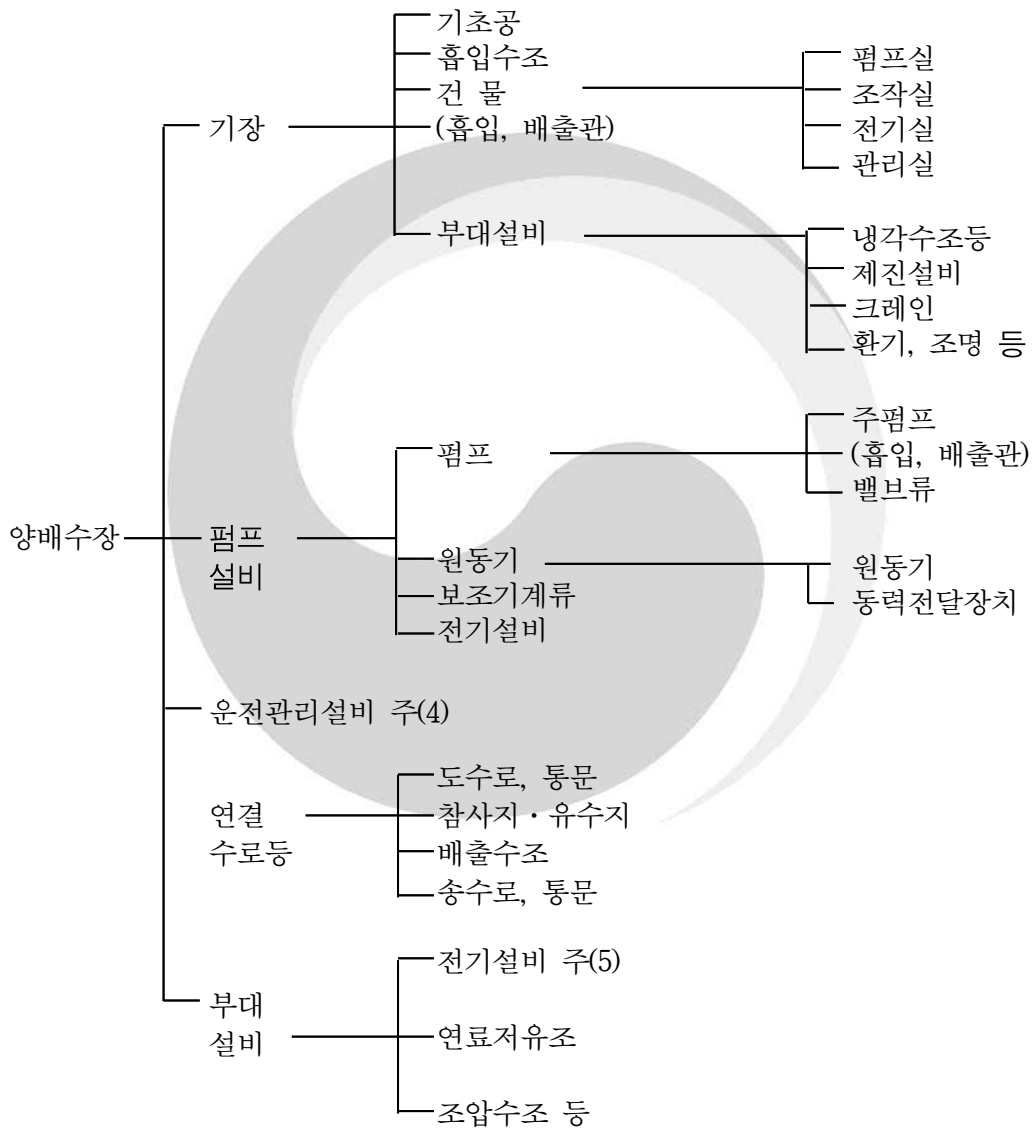 기초공
흡입수조
건 물
(흡입, 배출관)
기장
펌프실
조작실
전기실
관리실
부대설비
냉각수조등
제진설비
크레인
환기, 조명 등
주펌프
(흡입, 배출관)
밸브류
펌프
양배수장
펌프
설비
원동기
보조기계류
전기설비
원동기
동력전달장치
운전관리설비 주(4)
연결
수로등
도수로, 통문
참사지・유수지
배출수조
송수로, 통문
부대
설비
전기설비 주(5)
연료저유조
조압수조 등